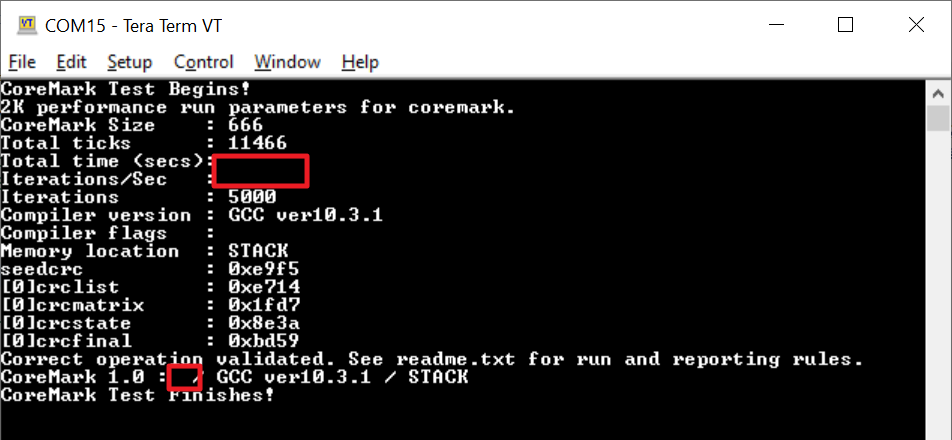 COM15 - Tera Term VT
File Edit Setup Control Window Help
CoreMark Test Begins!
2K performance run parameters for coremark.
CoreMark Size : 666
Total ticks : 11466
Total time (secs):
Iterations/Sec :
Iterations : 5000
Compiler version : GCC ver10.3.1
Compiler flags :
Memory location : STACK
seedcrc : 0xe9f5
[0]crclist : 0xe714
[0]crcmatrix : 0x1fd7
[0]crcstate : 0x8e3a
[0]crcfinal : 0xbd59
Correct operation validated. See readme.txt for run and reporting rules.
CoreMark 1.0 : / GCC ver10.3.1 / STACK
CoreMark Test Finishes!